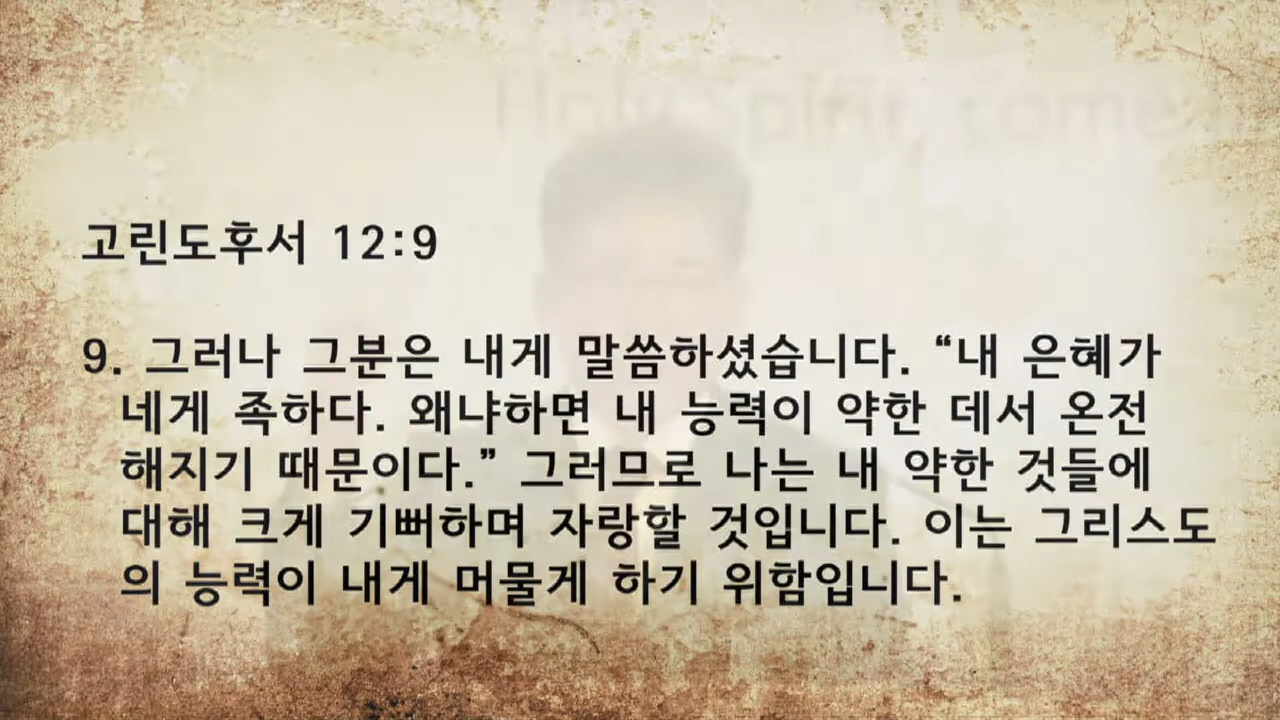 Holy Spirit, come
고린도후서 12:9
9. 그러나 그분은 내게 말씀하셨습니다. “내 은혜가
네게 족하다. 왜냐하면 내 능력이 약한 데서 온전
해지기 때문이다.” 그러므로 나는 내 약한 것들에
대해 크게 기뻐하며 자랑할 것입니다. 이는 그리스도
의 능력이 내게 머물게 하기 위함입니다.